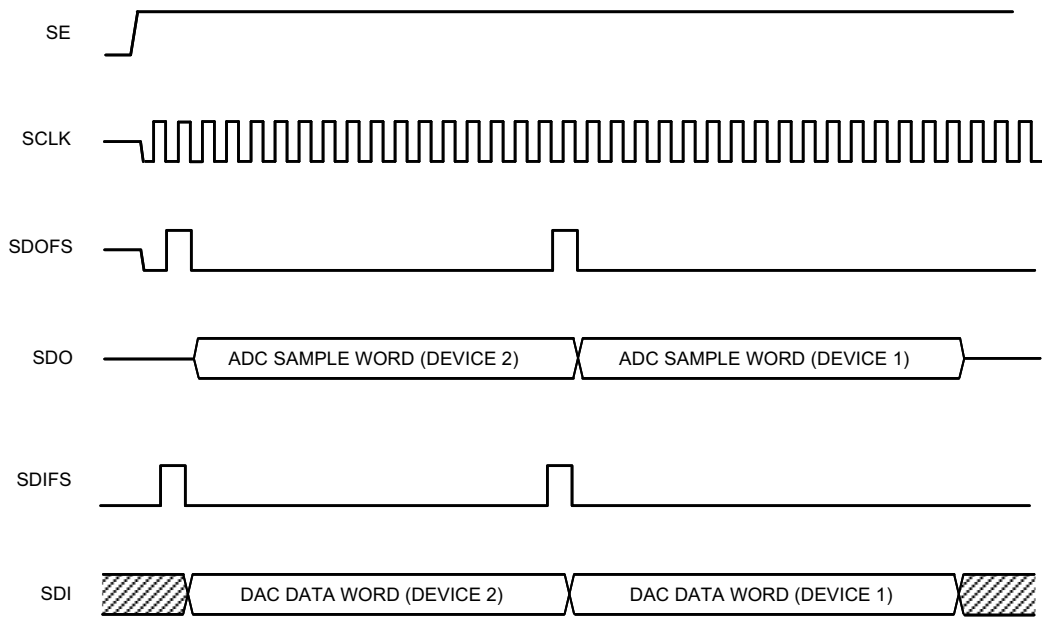 SE
SCLK
SDOFS
SDO
ADC SAMPLE WORD (DEVICE 2)
ADC SAMPLE WORD (DEVICE 1)
SDIFS
SDI
DAC DATA WORD (DEVICE 2)
DAC DATA WORD (DEVICE 1)